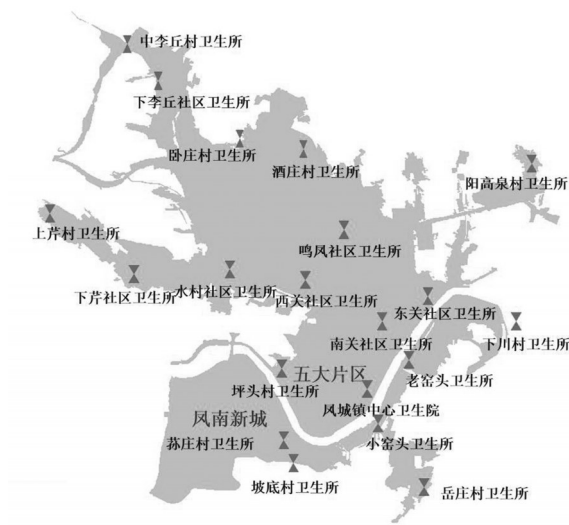 中李丘村卫生所
下李丘社区卫生所
卧庄村卫生所
酒庄村卫生所
阳高泉村卫生所
上芹村卫生所
鸣凤社区卫生所
下芹社区卫生所
水村社区卫生所
西关社区卫生所
东关社区卫生所
南关社区卫生所
下川村卫生所
五大片区
老窑头卫生所
坪头村卫生所
凤城镇中心卫生院
凤南新城
荪庄村卫生所
小窑头卫生所
坡底村卫生所
岳庄村卫生所